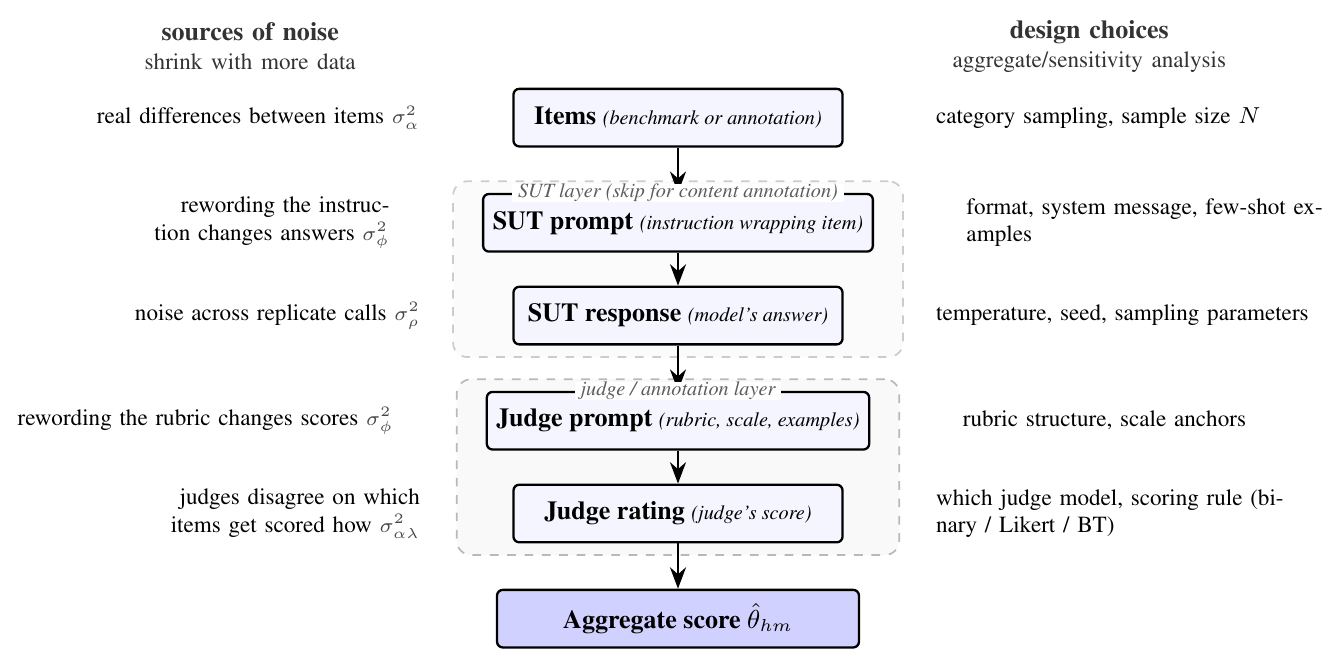 sources of noise
shrink with more data
design choices
aggregate/sensitivity analysis
real differences between items σ²_α
Items (benchmark or annotation)
category sampling, sample size N
SUT layer (skip for content annotation)
rewording the instruc-
tion changes answers σ²_ϕ
SUT prompt (instruction wrapping item)
format, system message, few-shot ex-
amples
noise across replicate calls σ²_ρ
SUT response (model's answer)
temperature, seed, sampling parameters
judge / annotation layer
rewording the rubric changes scores σ²_ϕ
Judge prompt (rubric, scale, examples)
rubric structure, scale anchors
judges disagree on which
items get scored how σ²_αλ
Judge rating (judge's score)
which judge model, scoring rule (bi-
nary / Likert / BT)
Aggregate score θ̂_hm